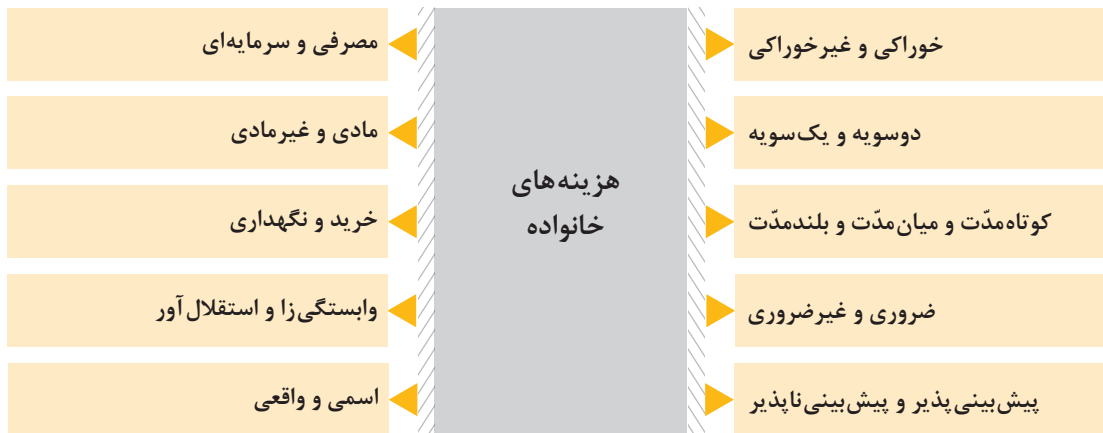 هزینه‌های
خانواده
خوراکی و غیرخوراکی
دوسویه و یک‌سویه
کوتاه‌مدّت و میان‌مدّت و بلندمدّت
ضروری و غیرضروری
پیش‌بینی‌پذیر و پیش‌بینی‌ناپذیر
مصرفی و سرمایه‌ای
مادی و غیرمادی
خرید و نگهداری
وابستگی‌زا و استقلال‌آور
اسمی و واقعی